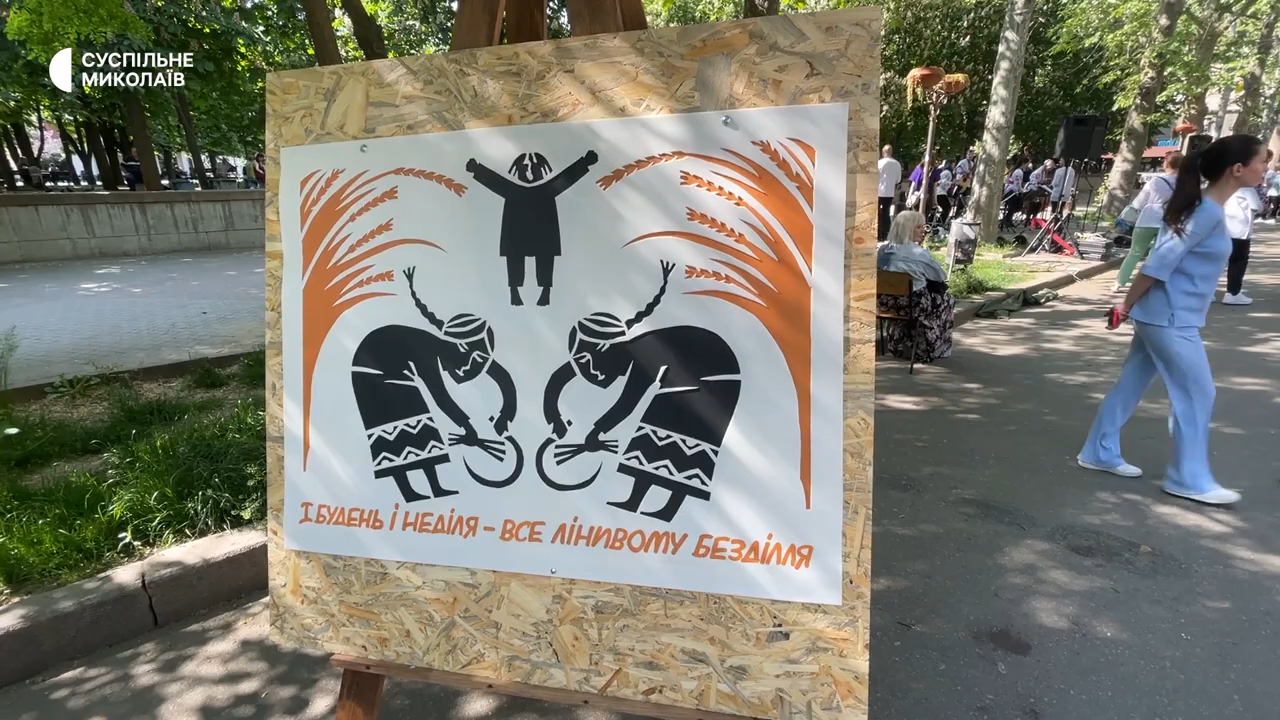 СУСПІЛЬНЕ
МИКОЛАЇВ
І БУДЕНЬ І НЕДІЛЯ – ВСЕ ЛІНИВОМУ БЕЗДІЛЛЯ